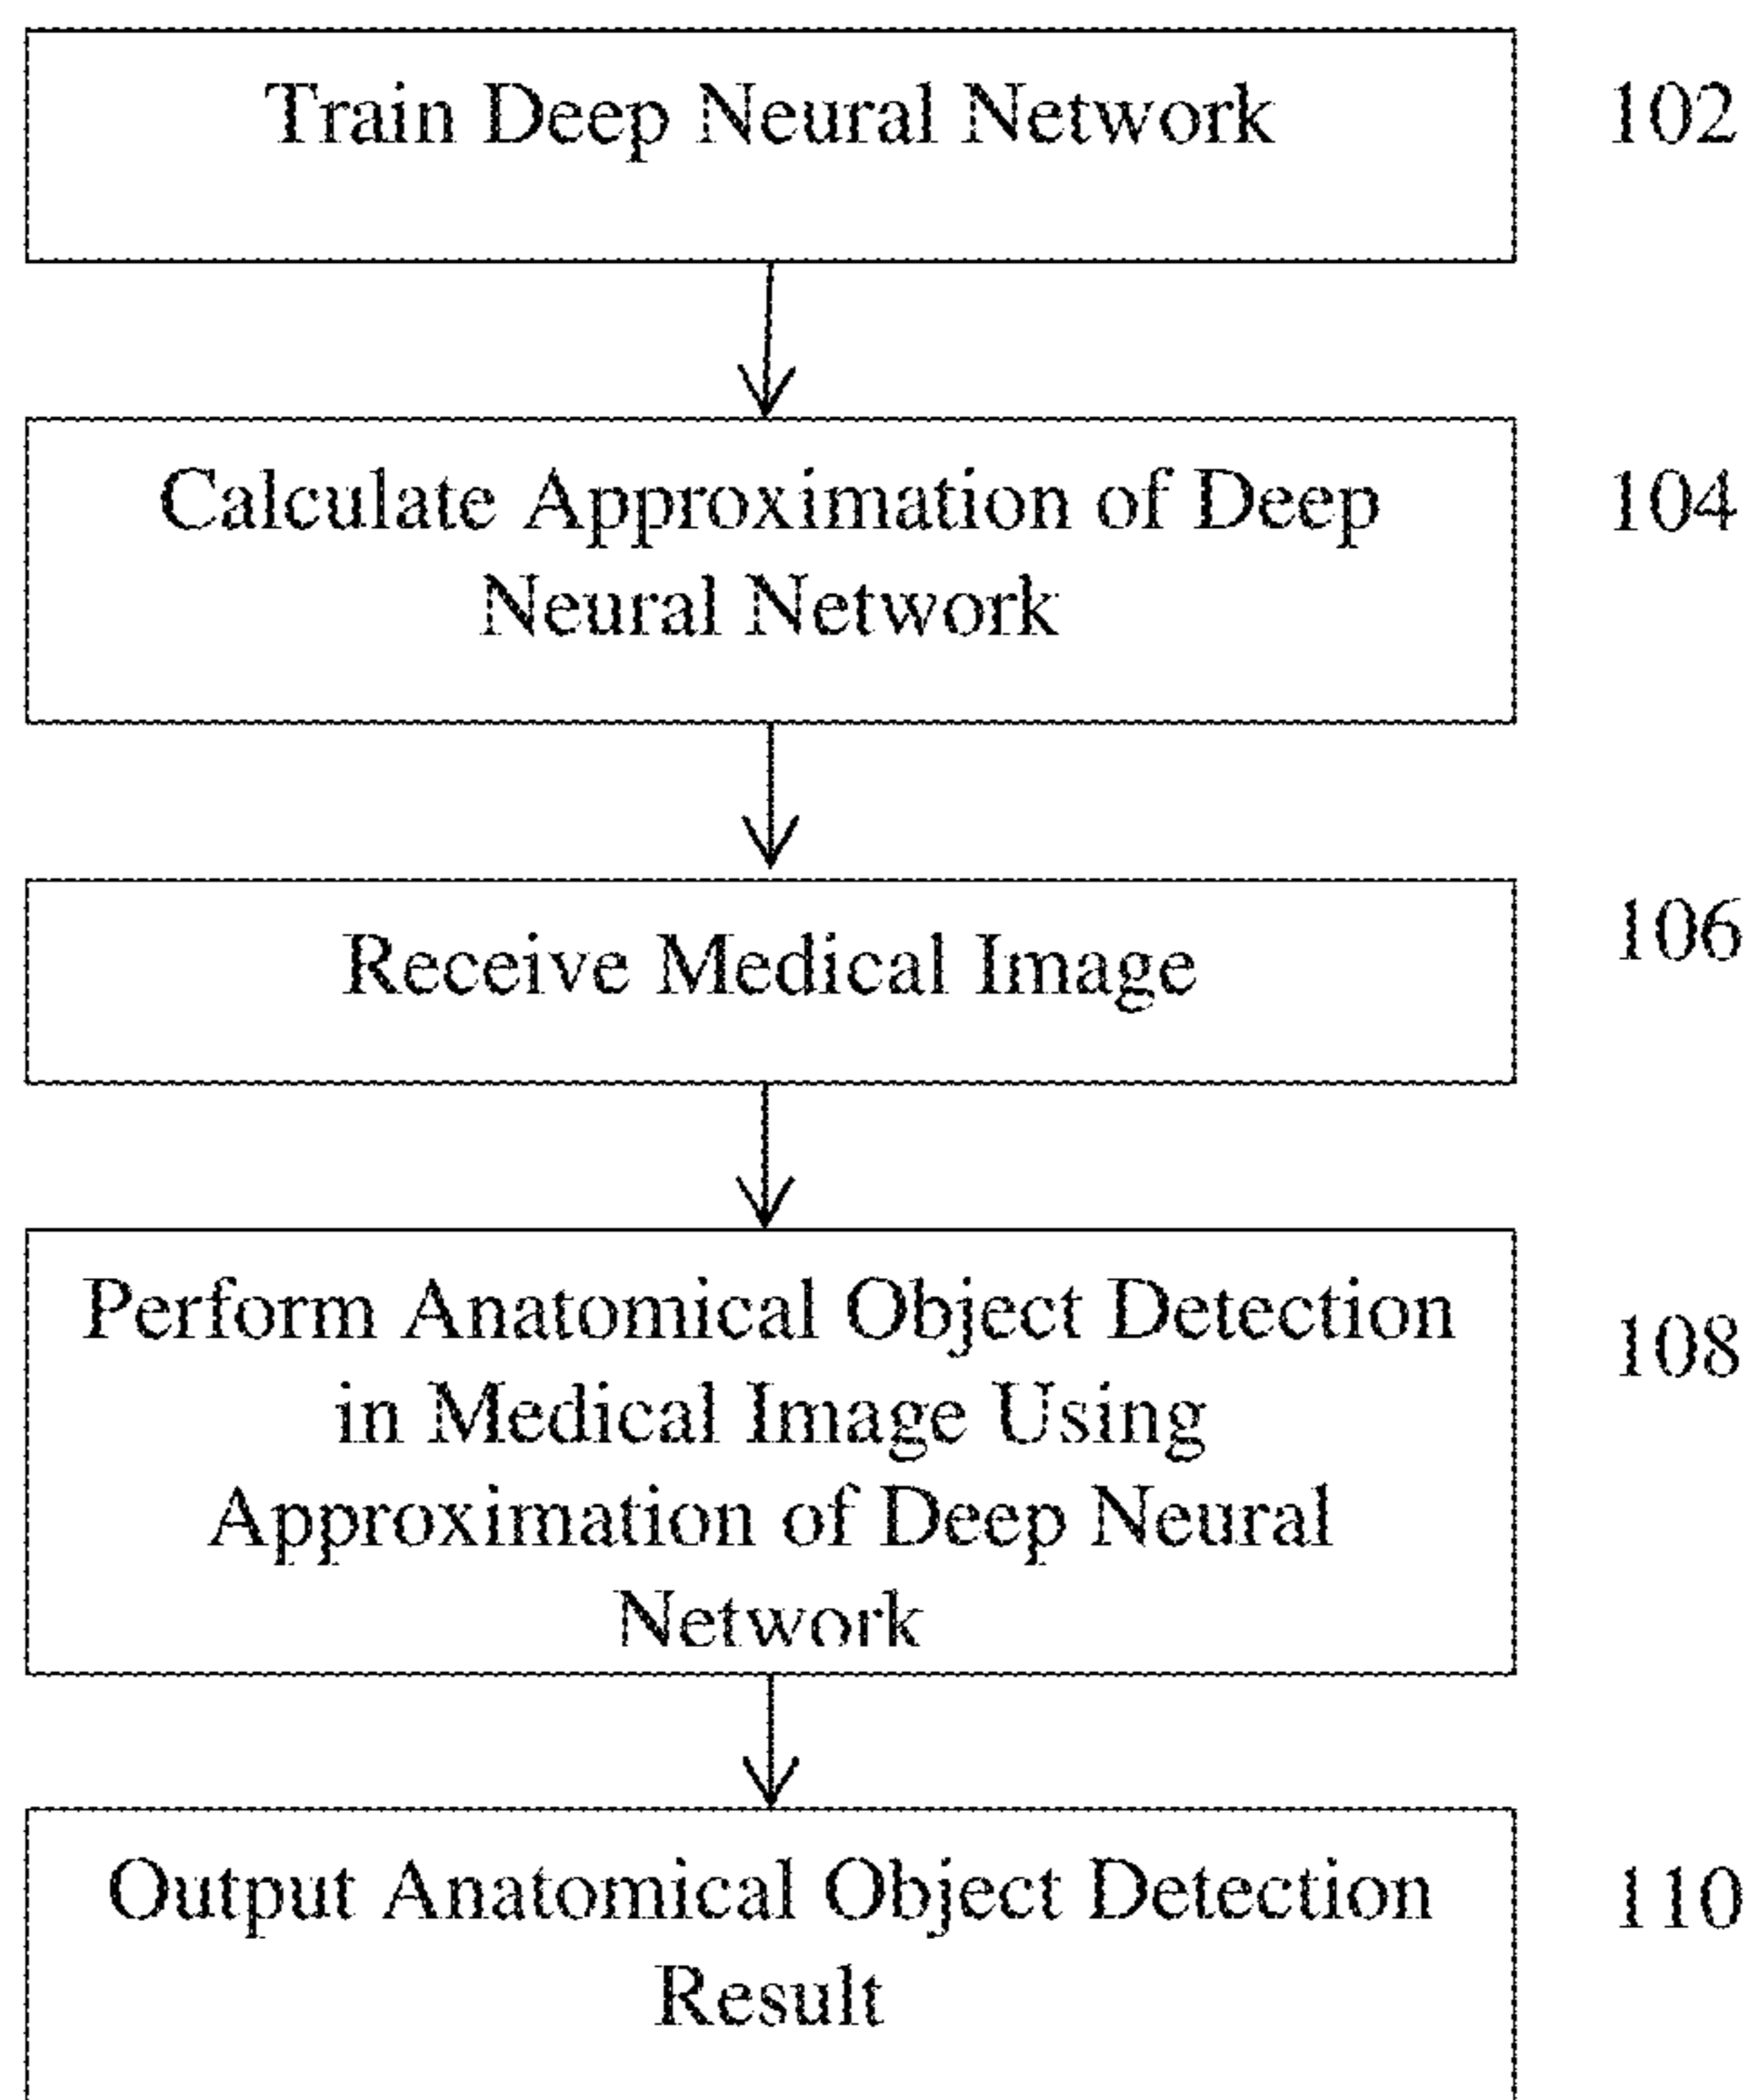 Train Deep Neural Network
102
Calculate Approximation of Deep
Neural Network
104
Receive Medical Image
106
Perform Anatomical Object Detection
in Medical Image Using
Approximation of Deep Neural
Network
108
Output Anatomical Object Detection
Result
110